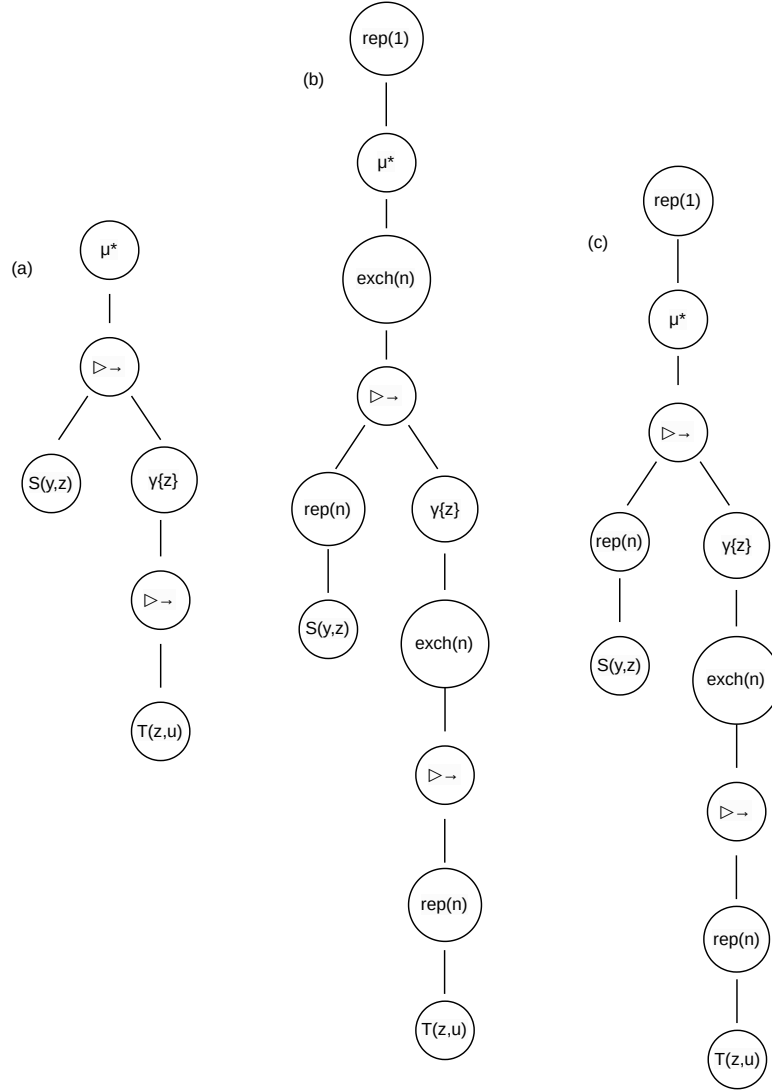 (a)
μ*
▷→
S(y,z)
γ{z}
▷→
T(z,u)
(b)
rep(1)
μ*
exch(n)
▷→
rep(n)
γ{z}
S(y,z)
exch(n)
▷→
rep(n)
T(z,u)
(c)
rep(1)
μ*
▷→
rep(n)
γ{z}
S(y,z)
exch(n)
▷→
rep(n)
T(z,u)